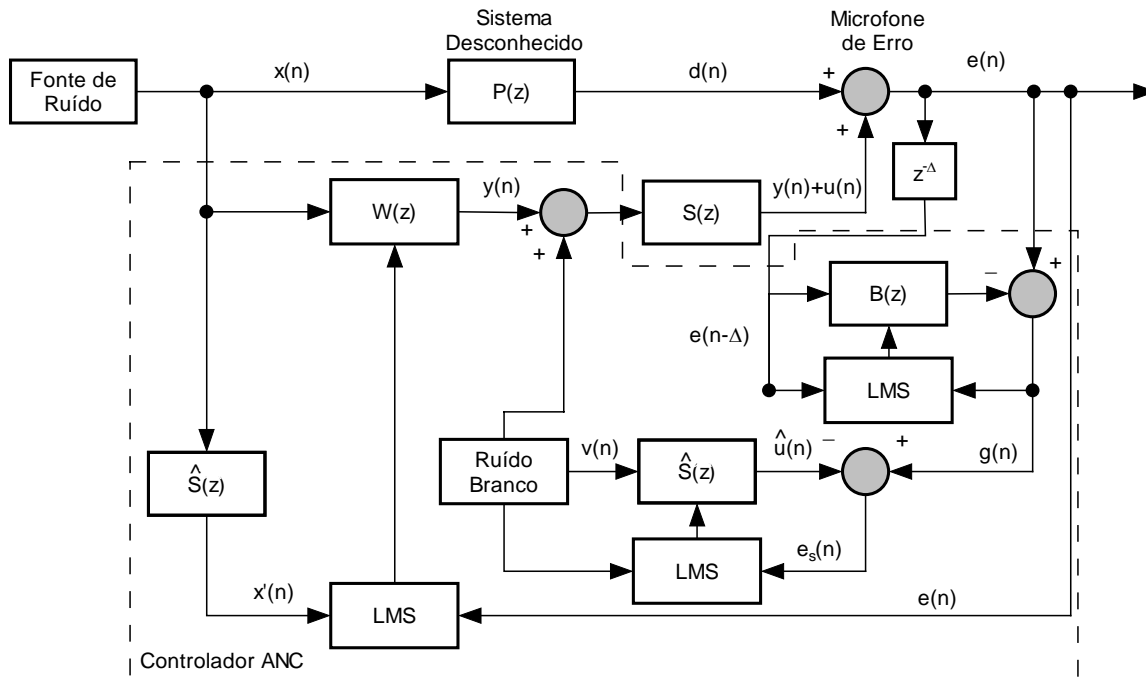 Sistema
Desconhecido
Microfone
de Erro
Fonte de
Ruído
x(n)
P(z)
d(n)
+
+
e(n)
z-Δ
W(z)
y(n)
+
+
S(z)
y(n)+u(n)
B(z)
−
+
e(n-Δ)
LMS
Ruído
Branco
v(n)
Ŝ(z)
û(n)
−
+
g(n)
Ŝ(z)
LMS
es(n)
x'(n)
LMS
e(n)
Controlador ANC